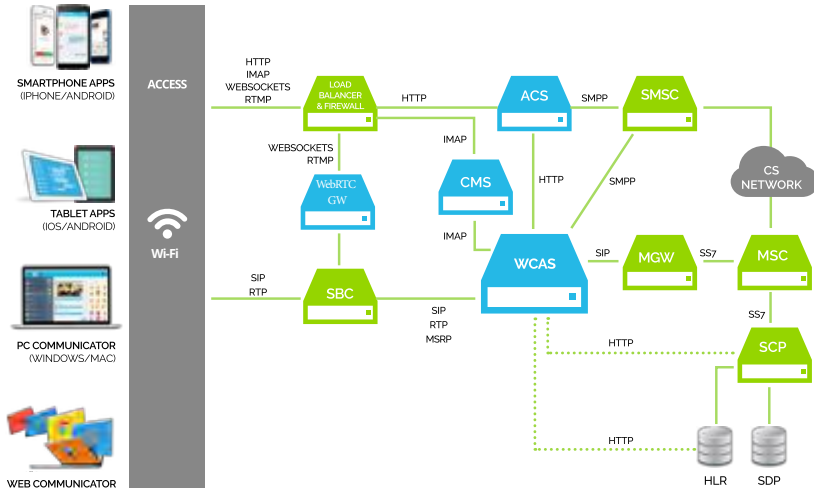 SMARTPHONE APPS
(IPHONE/ANDROID)
TABLET APPS
(IOS/ANDROID)
PC COMMUNICATOR
(WINDOWS/MAC)
WEB COMMUNICATOR
ACCESS
Wi-Fi
HTTP
IMAP
WEBSOCKETS
RTMP
LOAD
BALANCER
& FIREWALL
HTTP
ACS
SMPP
SMSC
WEBSOCKETS
RTMP
IMAP
HTTP
SMPP
CS
NETWORK
WebRTC
GW
CMS
IMAP
WCAS
SIP
MGW
SS7
MSC
SIP
RTP
SBC
SIP
RTP
MSRP
SS7
HTTP
SCP
HTTP
HLR
SDP